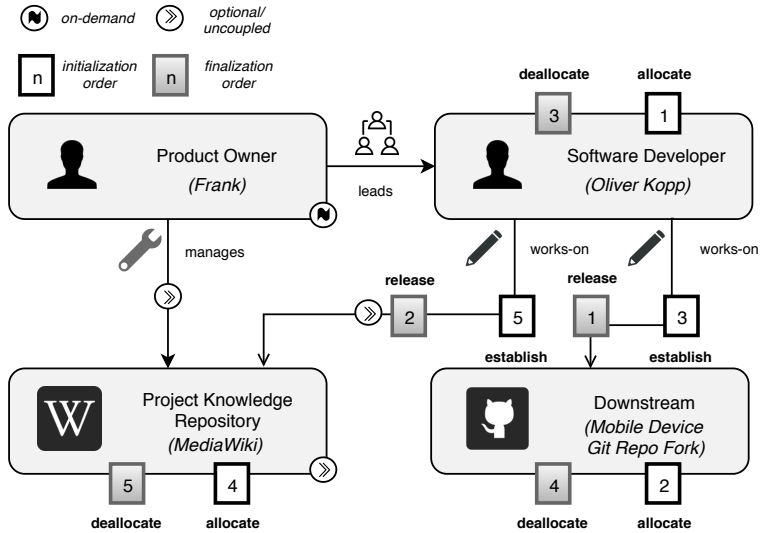 on-demand
optional/
uncoupled
n
initialization
order
n
finalization
order
deallocate
allocate
3
1
Product Owner
(Frank)
leads
Software Developer
(Oliver Kopp)
manages
works-on
works-on
release
release
2
5
1
3
establish
establish
W
Project Knowledge
Repository
(MediaWiki)
Downstream
(Mobile Device
Git Repo Fork)
5
4
4
2
deallocate
allocate
deallocate
allocate